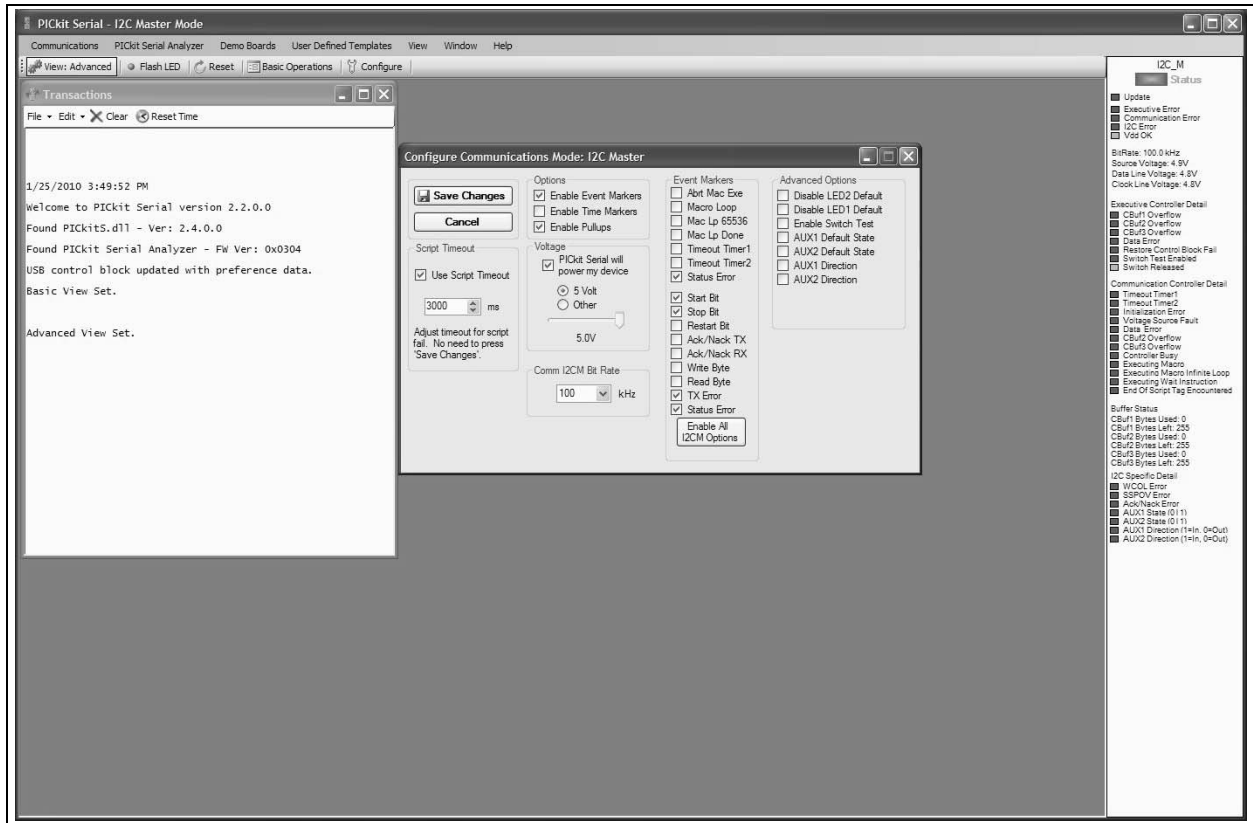 PICkit Serial - I2C Master Mode
Communications PICkit Serial Analyzer Demo Boards User Defined Templates View Window Help
View: Advanced Flash LED Reset Basic Operations Configure
Transactions
File Edit Clear Reset Time
1/25/2010 3:49:52 PM
Welcome to PICkit Serial version 2.2.0.0
Found PICkitS.dll - Ver: 2.4.0.0
Found PICkit Serial Analyzer - FW Ver: 0x0304
USB control block updated with preference data.
Basic View Set.
Advanced View Set.
Configure Communications Mode: I2C Master
Save Changes
Cancel
Script Timeout
Use Script Timeout
3000 ms
Adjust timeout for script
fail. No need to press
'Save Changes'.
Options
Enable Event Markers
Enable Time Markers
Enable Pullups
Voltage
PICkit Serial will
power my device
5 Volt
Other
5.0V
Comm I2CM Bit Rate
100 kHz
Event Markers
Abrt Mac Exe
Macro Loop
Mac Lp 65536
Mac Lp Done
Timeout Timer1
Timeout Timer2
Status Error
Start Bit
Stop Bit
Restart Bit
Ack/Nack TX
Ack/Nack RX
Write Byte
Read Byte
TX Error
Status Error
Enable All
I2CM Options
Advanced Options
Disable LED2 Default
Disable LED1 Default
Enable Switch Test
AUX1 Default State
AUX2 Default State
AUX1 Direction
AUX2 Direction
I2C_M
Status
Update
Executive Error
Communication Error
I2C Error
Vdd OK
BitRate: 100.0 kHz
Source Voltage: 4.9V
Data Line Voltage: 4.8V
Clock Line Voltage: 4.8V
Executive Controller Detail
CBuf1 Overflow
CBuf2 Overflow
CBuf3 Overflow
Data Error
Restore Control Block Fail
Switch Test Enabled
Switch Released
Communication Controller Detail
Timeout Timer1
Timeout Timer2
Initialization Error
Voltage Source Fault
Data Error
CBuf2 Overflow
CBuf3 Overflow
Controller Busy
Executing Macro
Executing Macro Infinite Loop
Executing Wait Instruction
End Of Script Tag Encountered
Buffer Status
CBuf1 Bytes Used: 0
CBuf1 Bytes Left: 255
CBuf2 Bytes Used: 0
CBuf2 Bytes Left: 255
CBuf3 Bytes Used: 0
CBuf3 Bytes Left: 255
I2C Specific Detail
WCOL Error
SSPOV Error
Ack/Nack Error
AUX1 State (0 | 1)
AUX2 State (0 | 1)
AUX1 Direction (1=In, 0=Out)
AUX2 Direction (1=In, 0=Out)